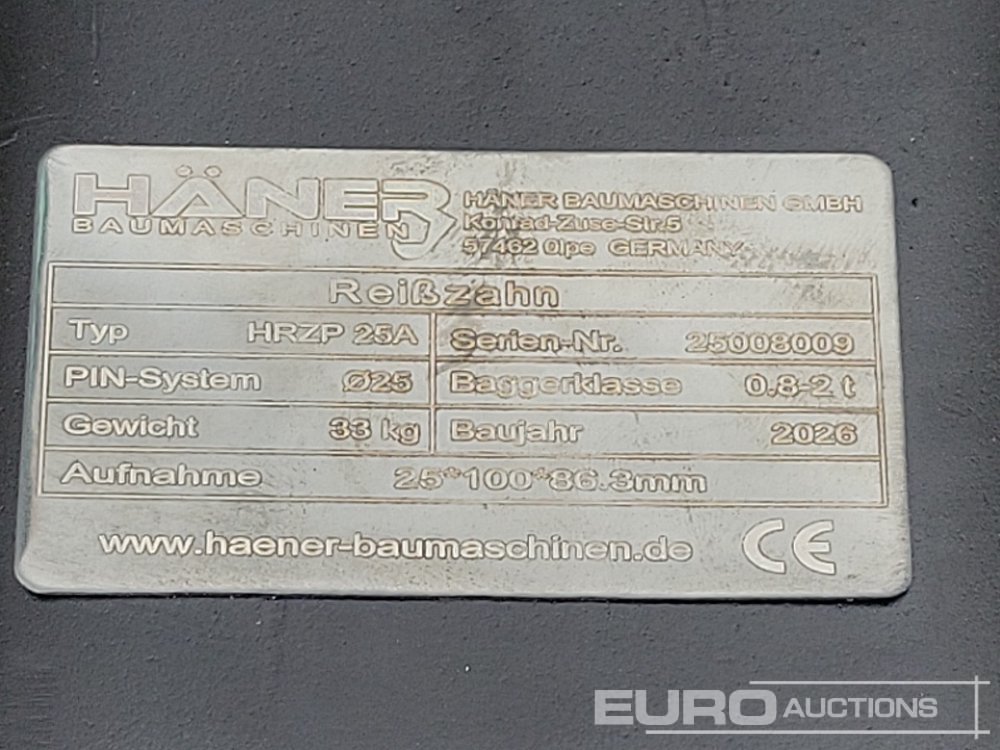 HÄNER B
BAUMASCHINEN
HÄNER BAUMASCHINEN GMBH
Konrad-Zuse-Str.5
57462 Olpe GERMANY
Reißzahn
Typ HRZP 25A
Serien-Nr. 25008009
PIN-System Ø25
Baggerklasse 0.8-2 t
Gewicht 33 kg
Baujahr 2026
Aufnahme 25*100*86.3mm
www.haener-baumaschinen.de CE
EURO AUCTIONS